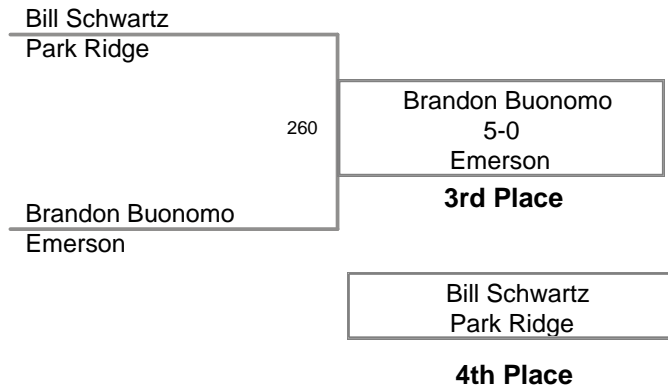 Bill Schwartz
Park Ridge
260
Brandon Buonomo
5-0
Emerson
3rd Place
Brandon Buonomo
Emerson
Bill Schwartz
Park Ridge
4th Place